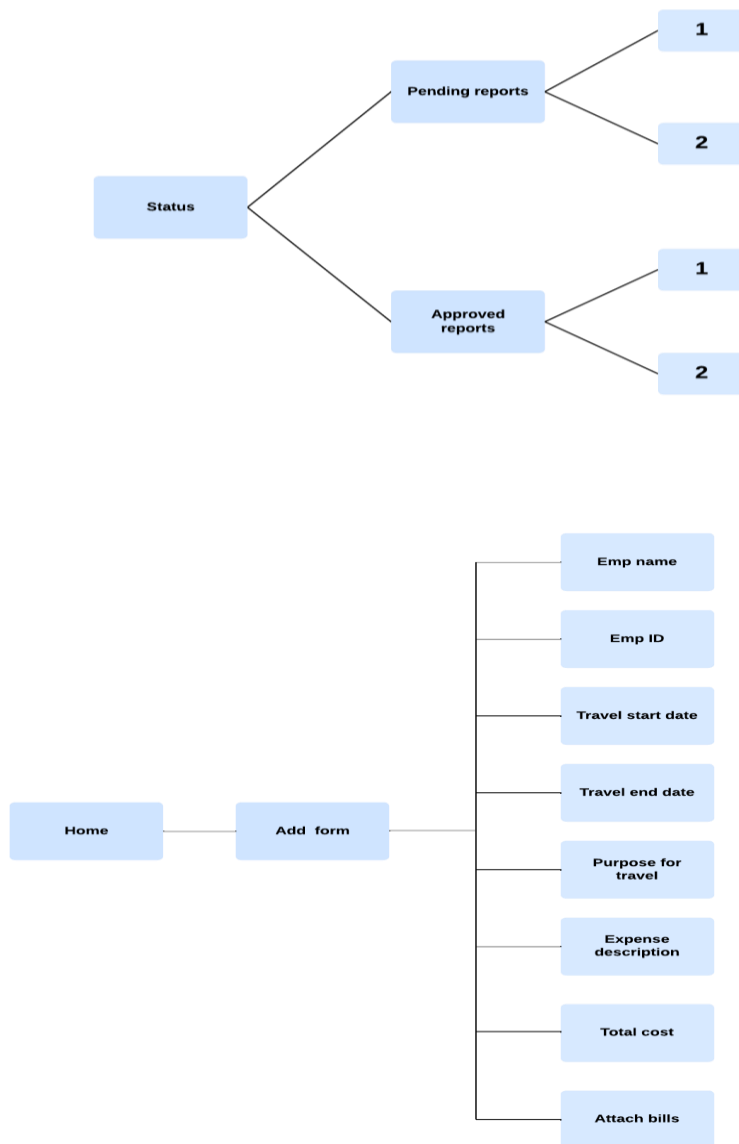 1
Pending reports
2
Status
1
Approved
reports
2
Emp name
Emp ID
Travel start date
Travel end date
Home
Add  form
Purpose for
travel
Expense
description
Total cost
Attach bills